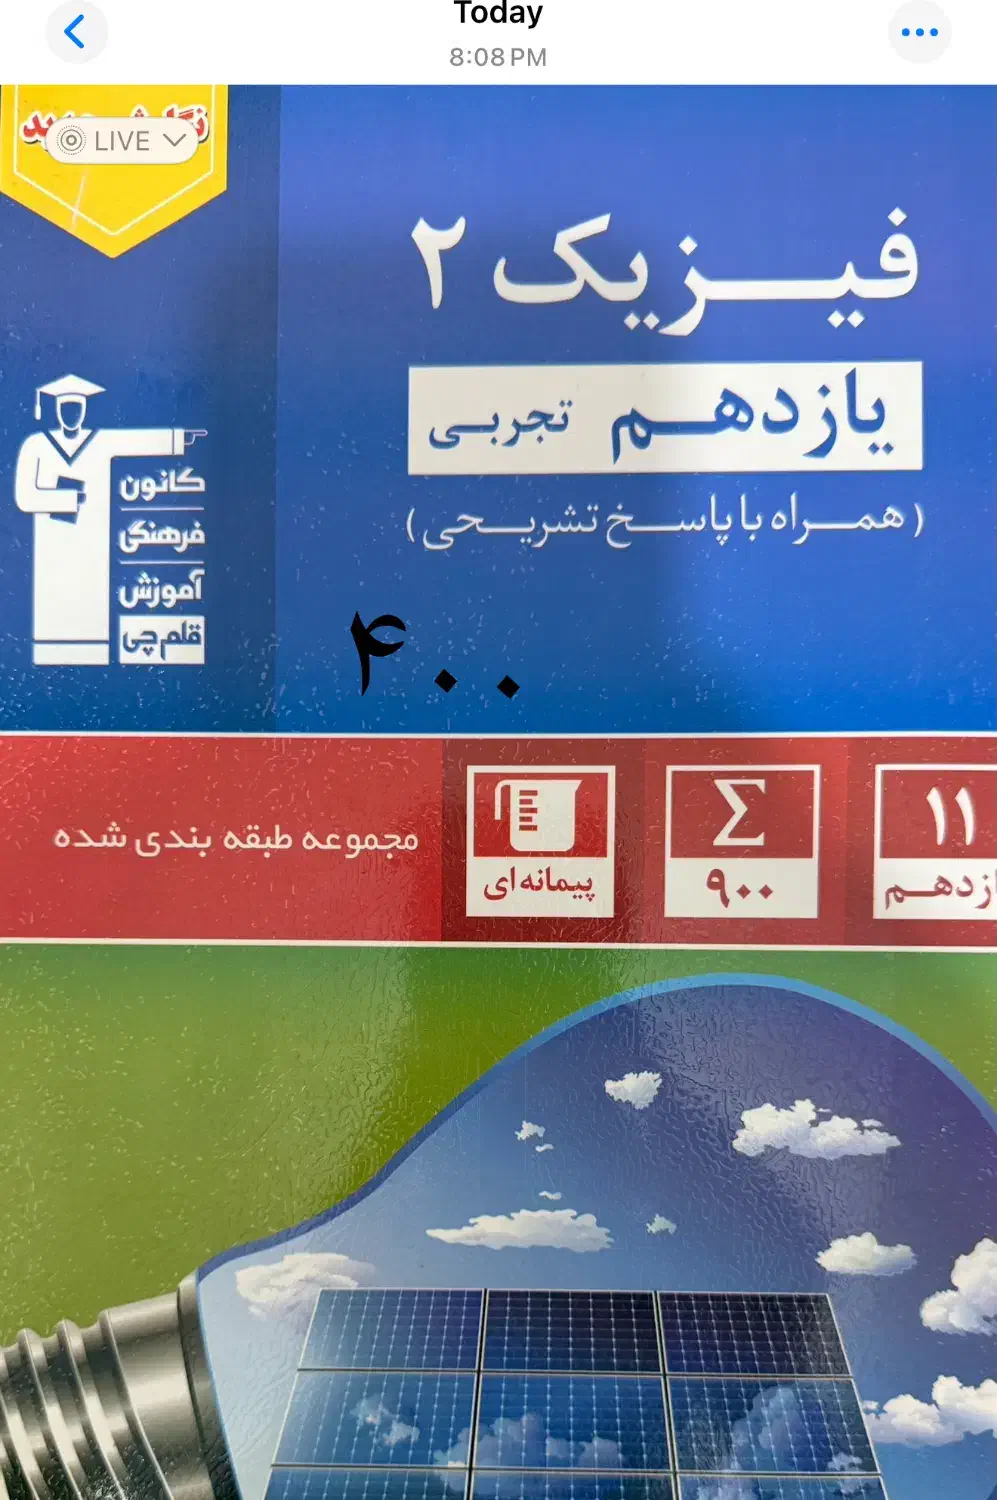 Today
8:08 PM
LIVE
فیزیک ۲
یازدهم تجربی
(همراه با پاسخ تشریحی)
کانون
فرهنگی
آموزش
قلم‌چی
۴۰۰
۱۱
۹۰۰
Σ
پیمانه‌ای
مجموعه طبقه بندی شده